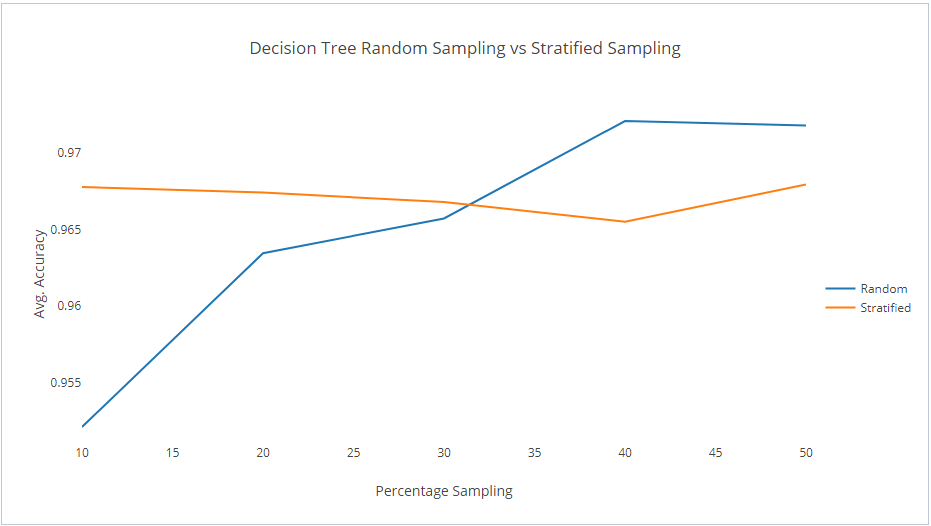 Decision Tree Random Sampling vs Stratified Sampling
Avg. Accuracy
0.97
0.965
0.96
0.955
10 15 20 25 30 35 40 45 50
Percentage Sampling
Random
Stratified